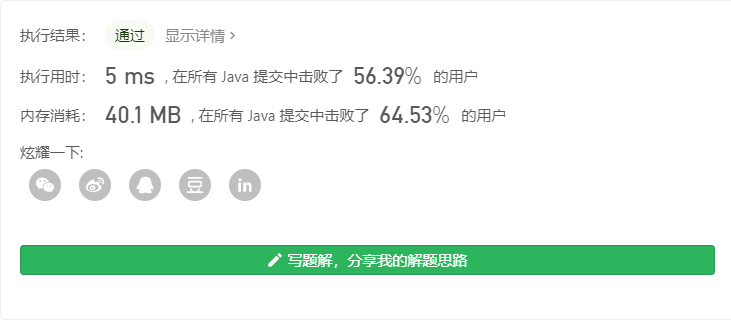 执行结果： 通过 显示详情 >
执行用时： 5 ms , 在所有 Java 提交中击败了 56.39% 的用户
内存消耗： 40.1 MB , 在所有 Java 提交中击败了 64.53% 的用户
炫耀一下:
豆 in
写题解，分享我的解题思路